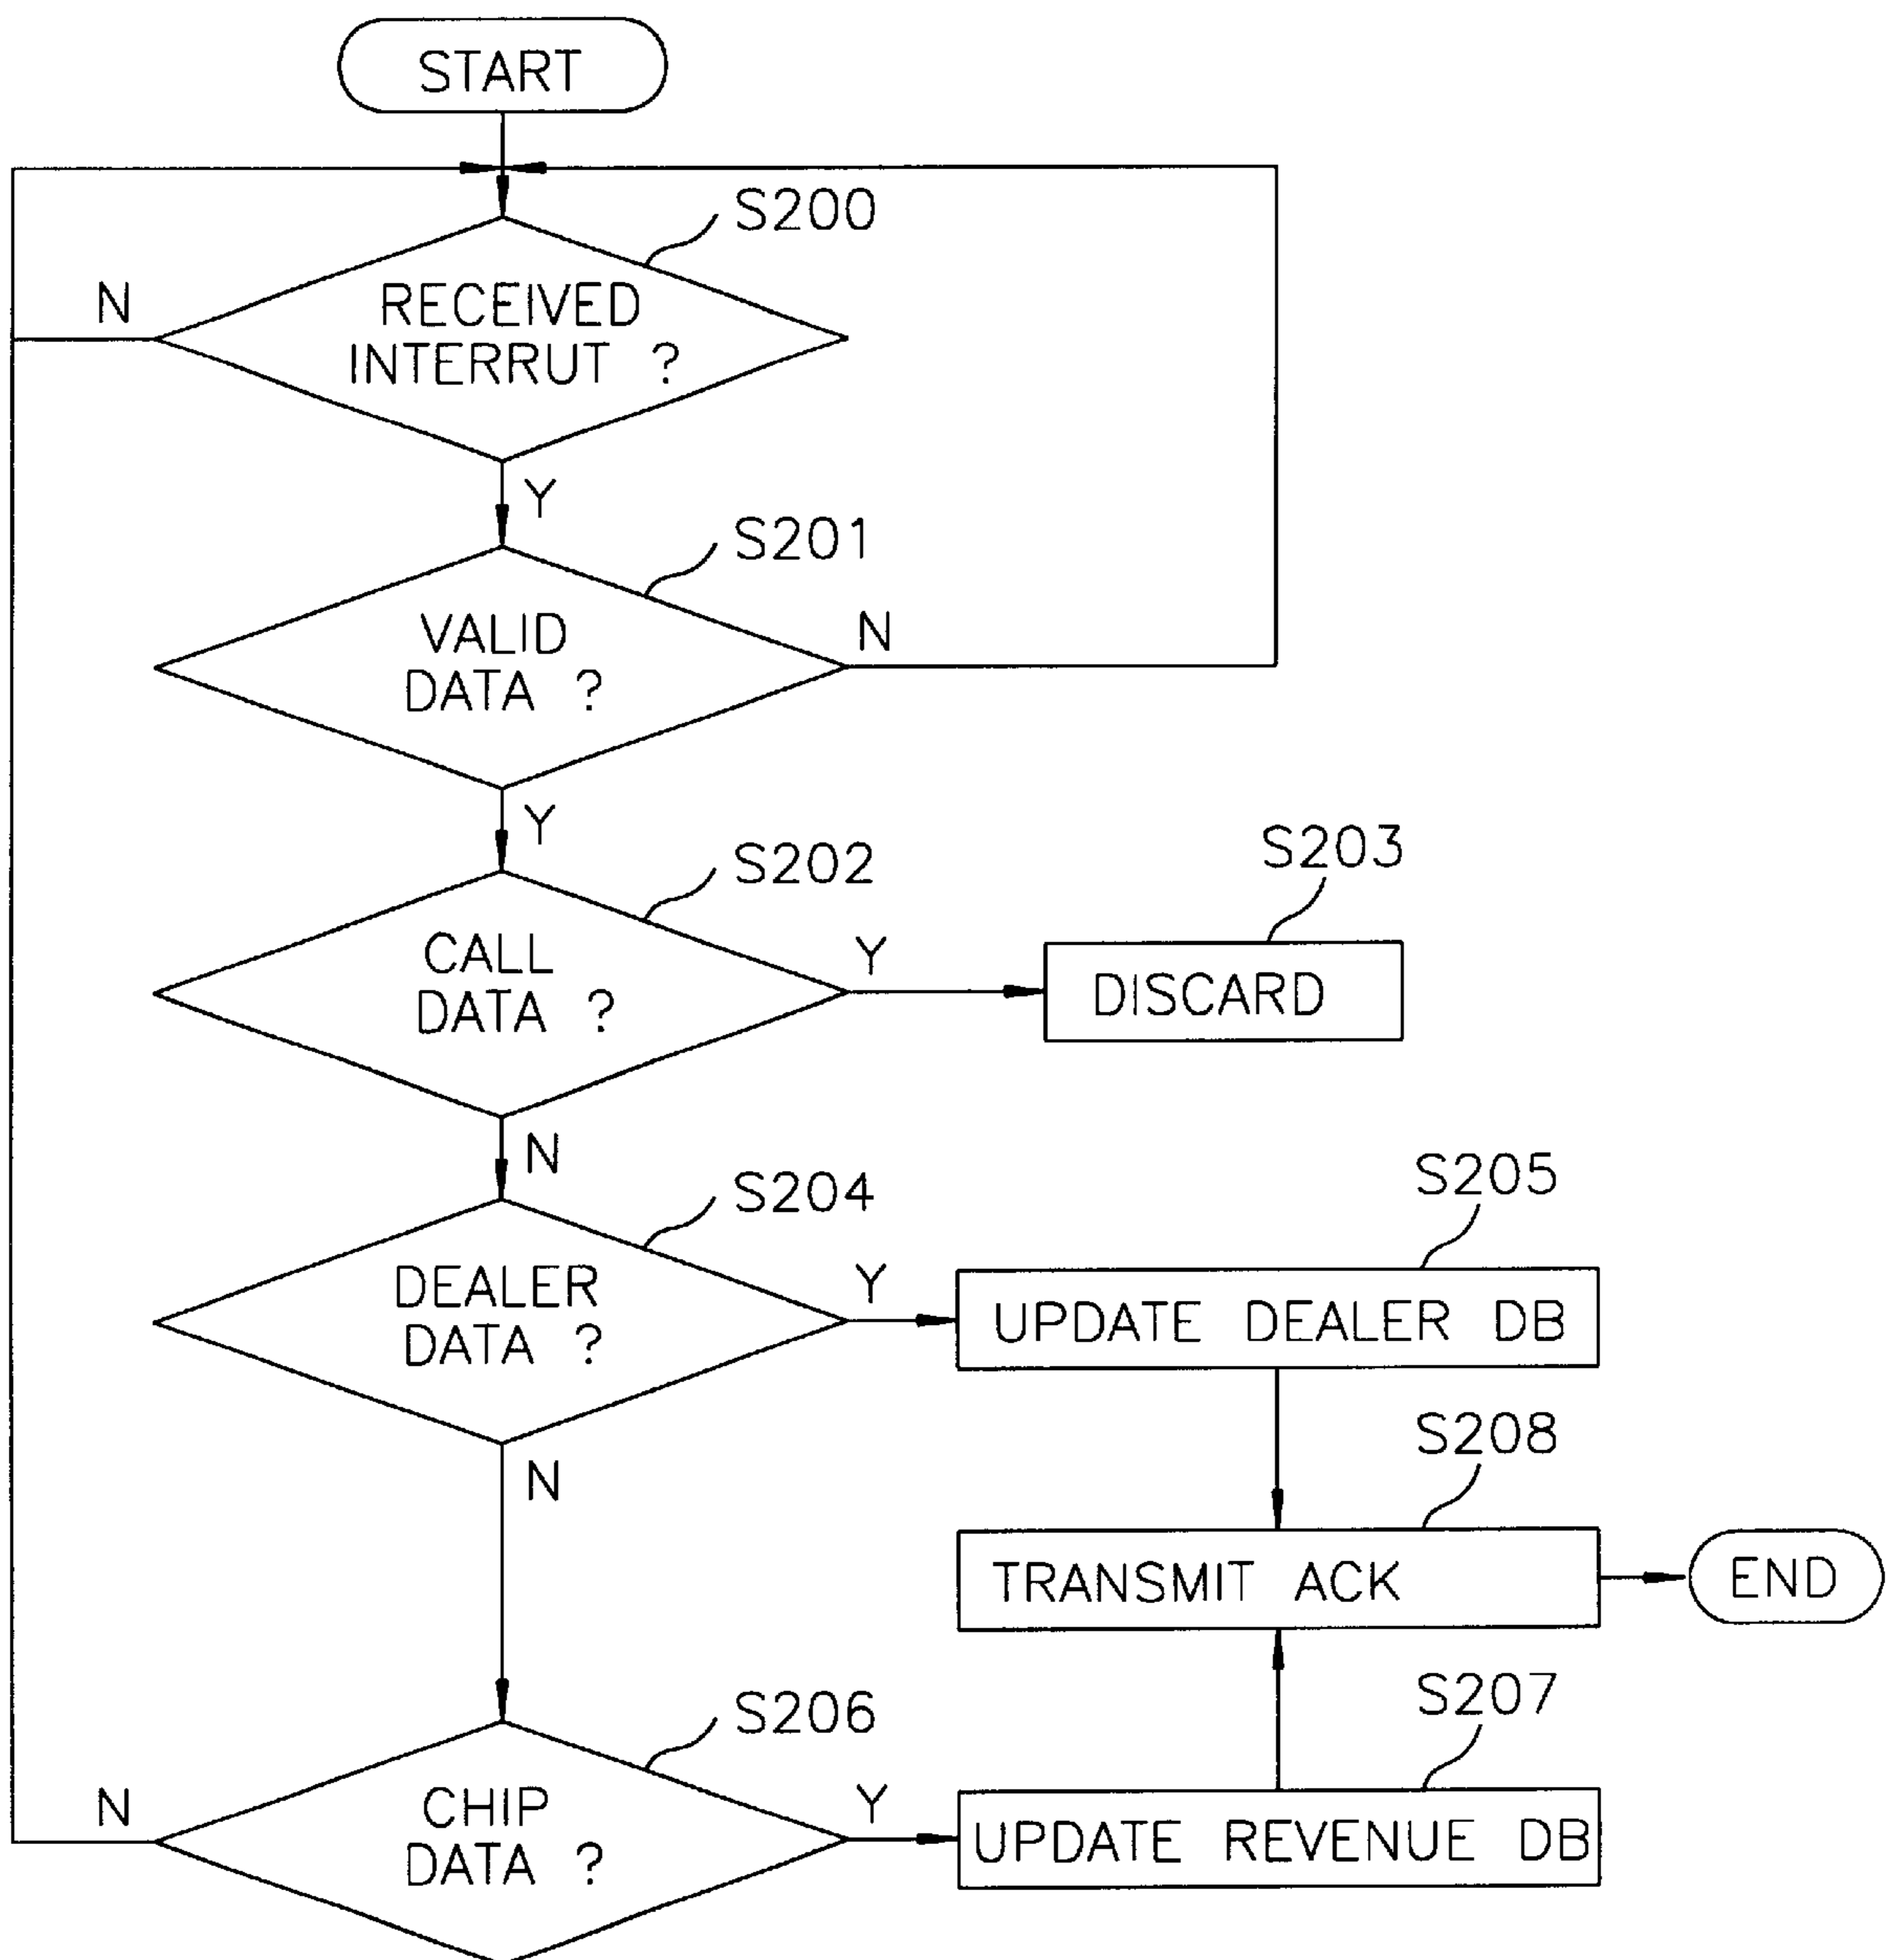 START
S200
N
RECEIVED
INTERRUT ?
Y
S201
VALID
DATA ?
N
Y
S202
S203
CALL
DATA ?
Y
DISCARD
N
S204
S205
DEALER
DATA ?
Y
UPDATE DEALER DB
N
S208
TRANSMIT ACK
END
S206
S207
N
CHIP
DATA ?
Y
UPDATE REVENUE DB